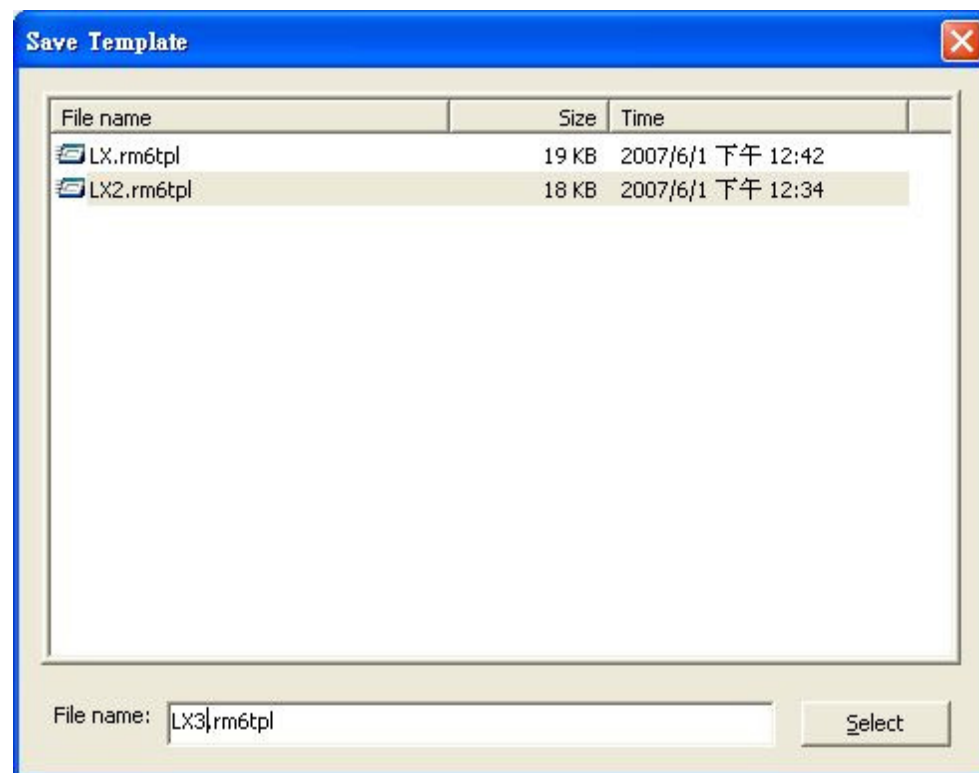 Save Template
File name Size Time
LX.rm6tpl 19 KB 2007/6/1 下午 12:42
LX2.rm6tpl 18 KB 2007/6/1 下午 12:34
File name: LX3.rm6tpl Select